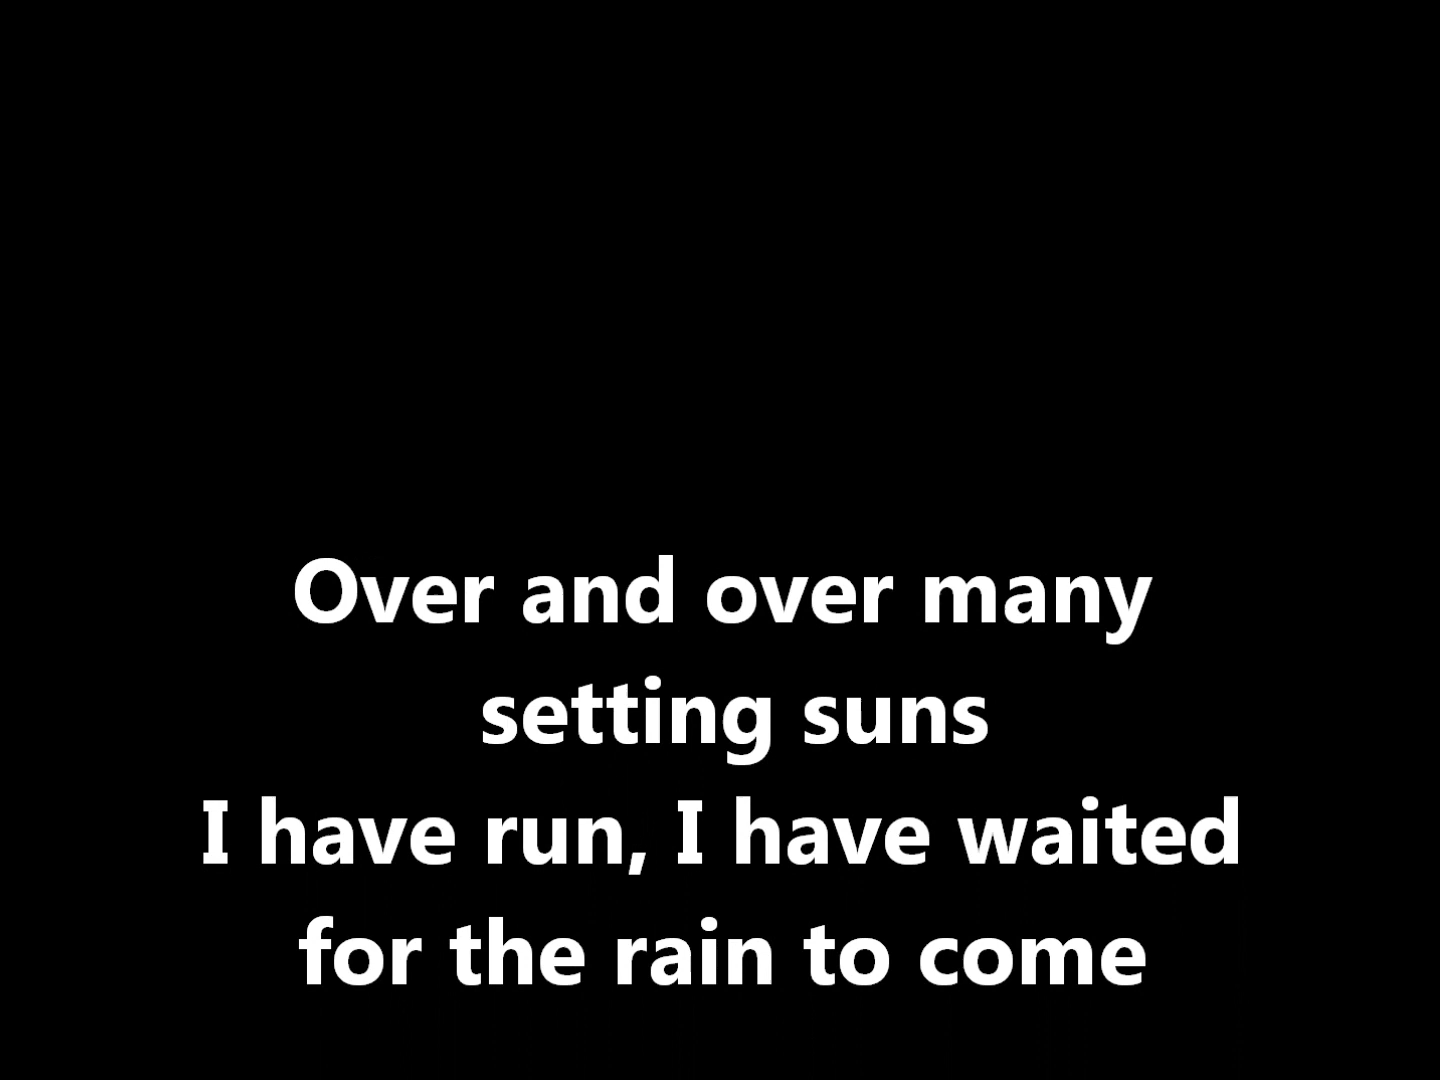 Over and over many
setting suns
I have run, I have waited
for the rain to come